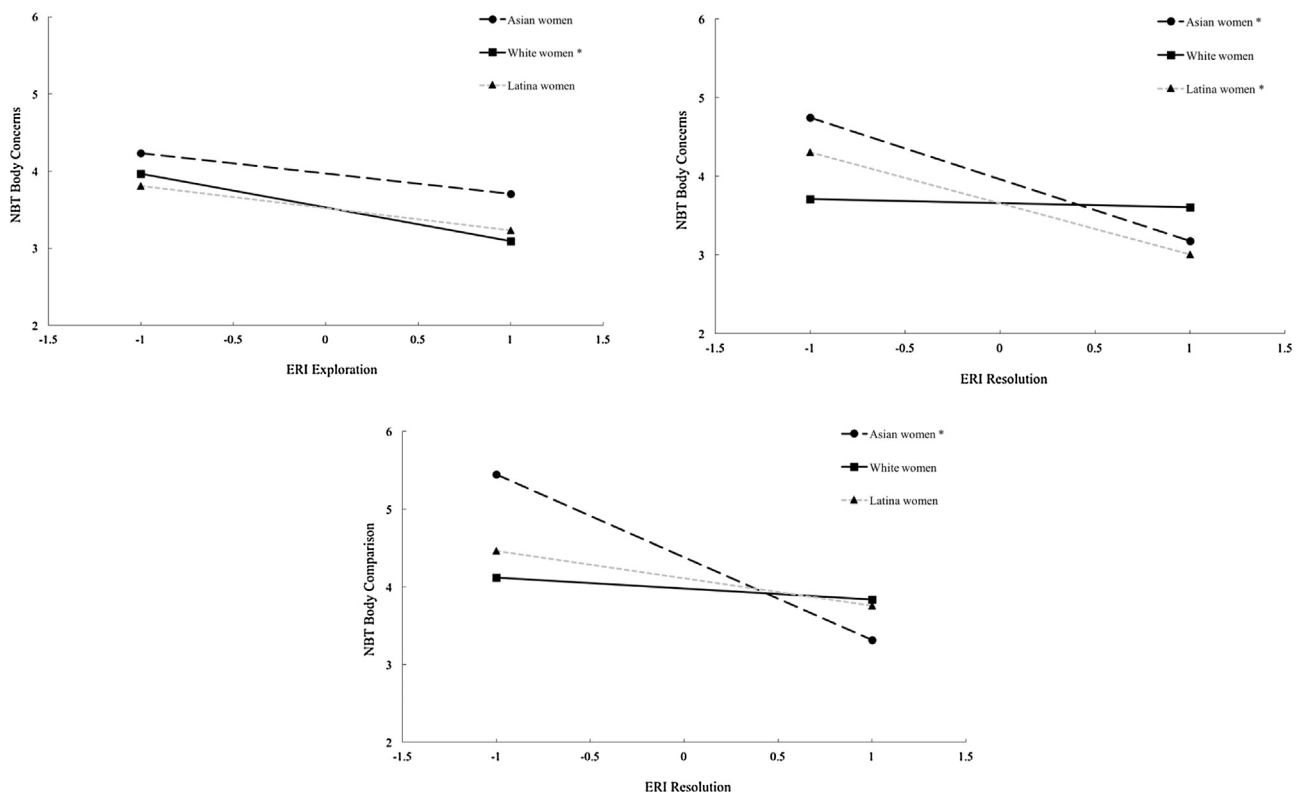 6
5
4
3
2
-1.5
-1
-0.5
0
0.5
1
1.5
NBT Body Concerns
ERI Exploration
Asian women
White women *
Latina women
6
5
4
3
2
-1.5
-1
-0.5
0
0.5
1
1.5
NBT Body Concerns
ERI Resolution
Asian women *
White women
Latina women *
6
5
4
3
2
-1.5
-1
-0.5
0
0.5
1
1.5
NBT Body Comparison
ERI Resolution
Asian women *
White women
Latina women